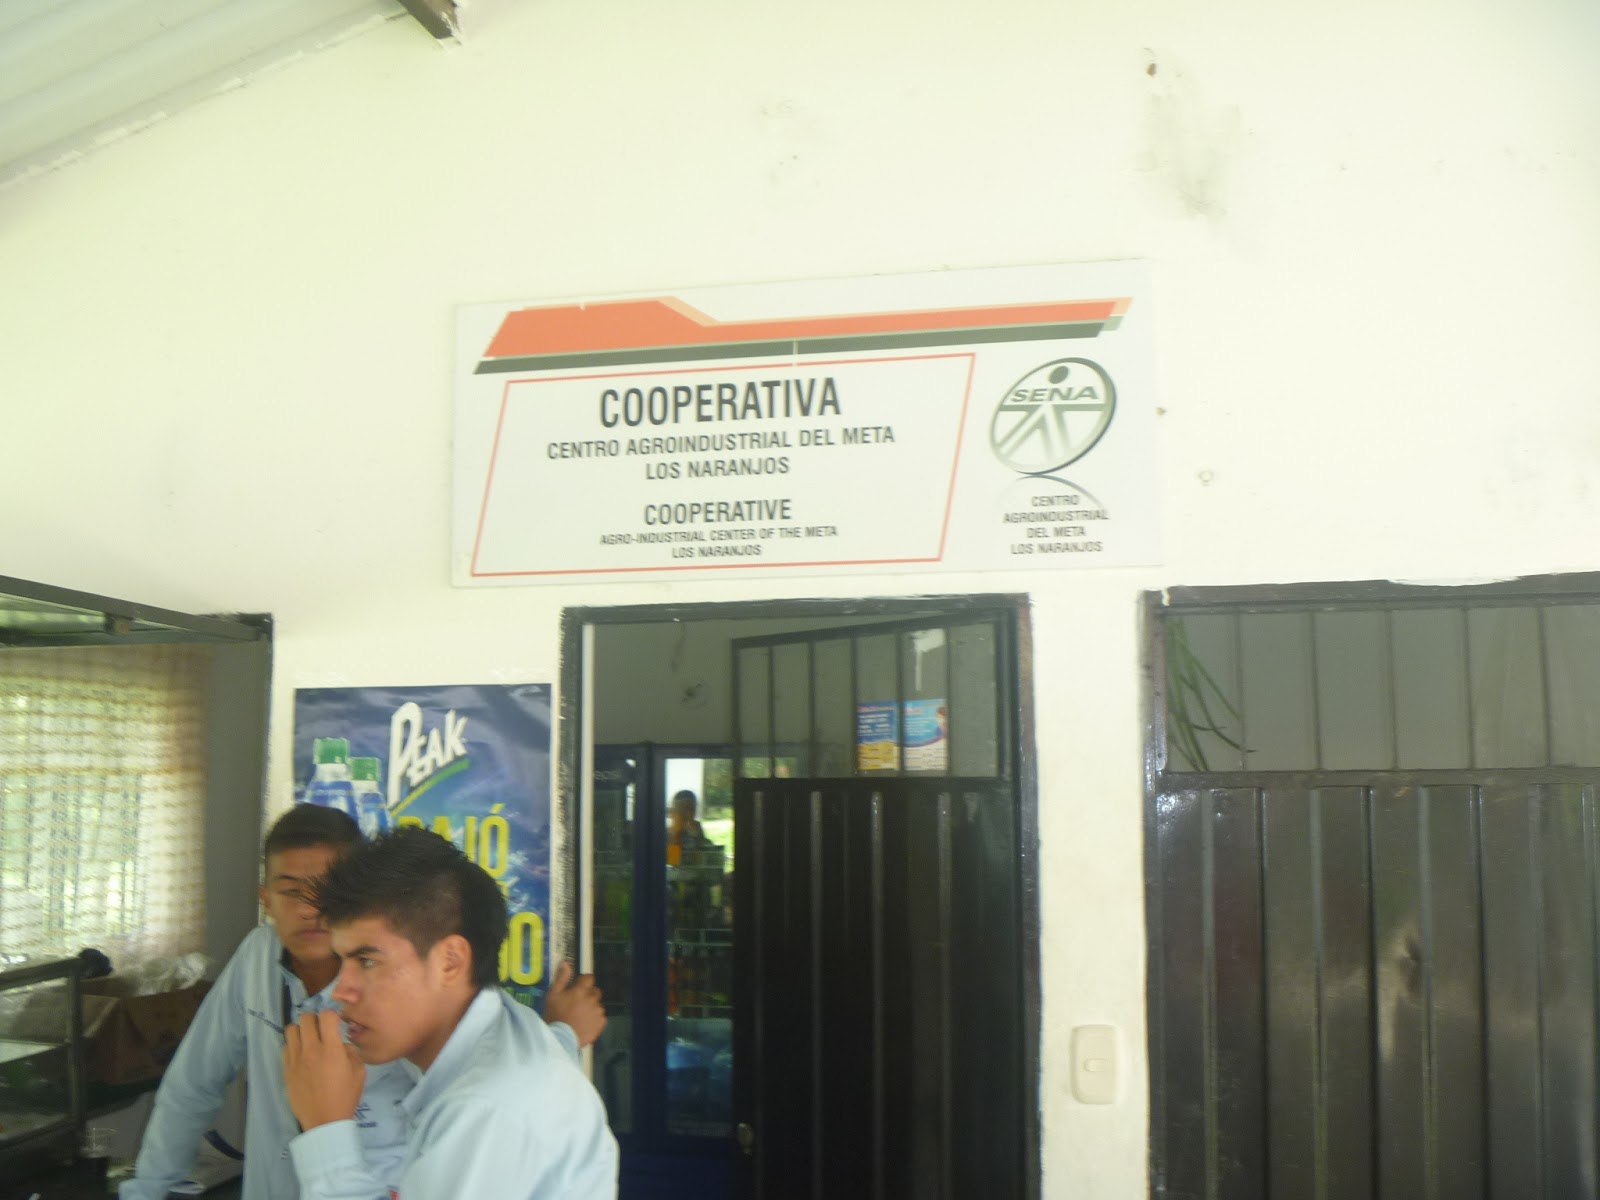 COOPERATIVA
CENTRO AGROINDUSTRIAL DEL META
LOS NARANJOS
COOPERATIVE
AGRO-INDUSTRIAL CENTER OF THE META
LOS NARANJOS
SENA
CENTRO
AGROINDUSTRIAL
DEL META
LOS NARANJOS
PEAK